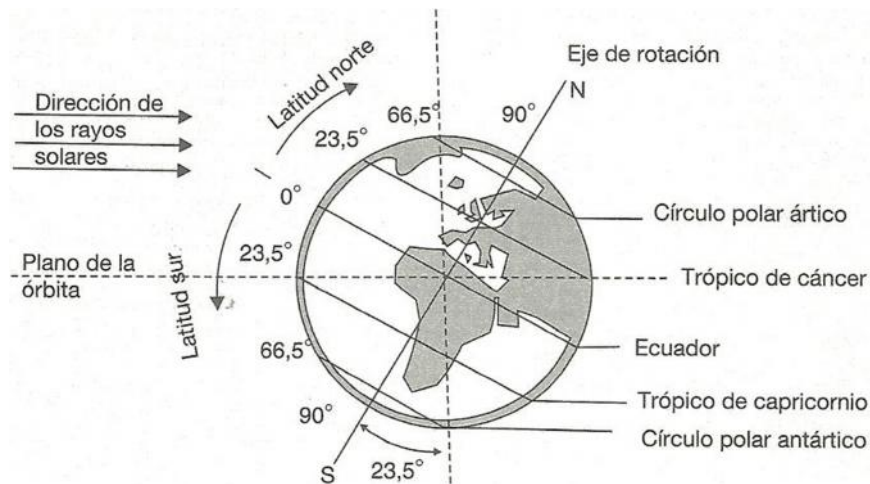 Eje de rotación
N
Latitud norte
Dirección de
los rayos
solares
66,5°
90°
23,5°
0°
Círculo polar ártico
23,5°
Plano de la
órbita
Trópico de cáncer
Latitud sur
Ecuador
66,5°
Trópico de capricornio
90°
Círculo polar antártico
S
23,5°